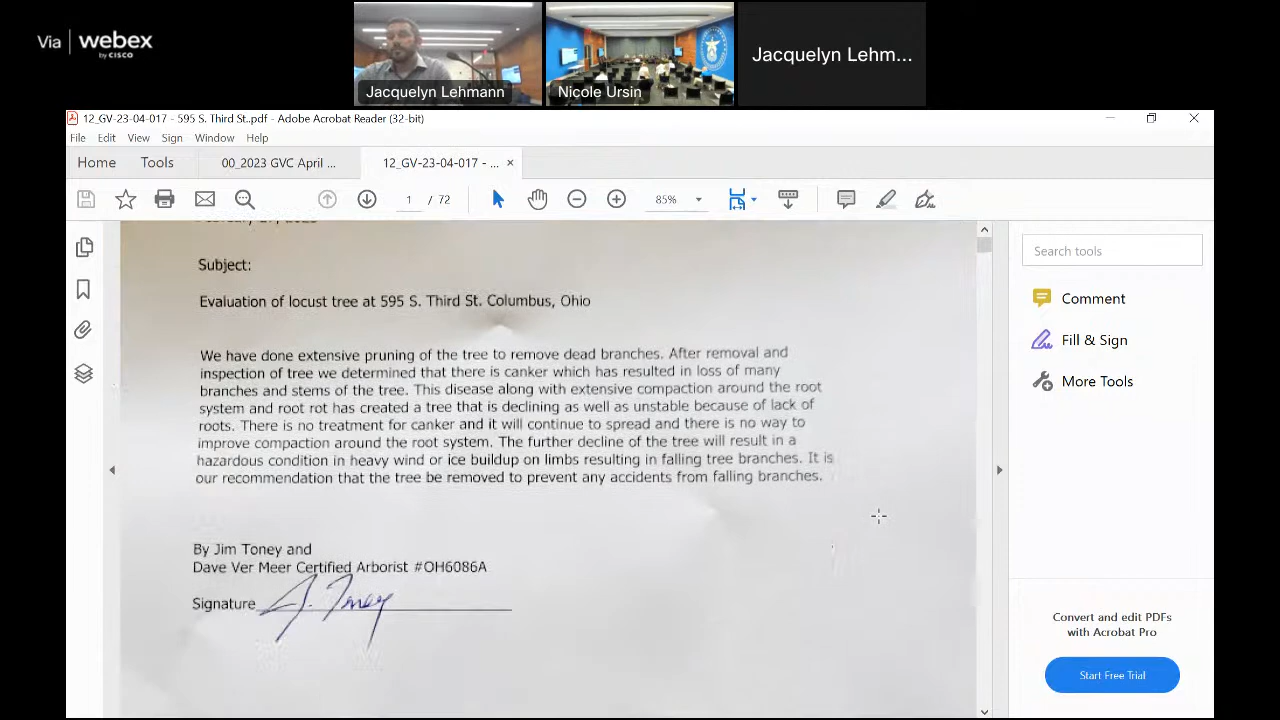 Via webex
by CISCO
Jacquelyn Lehmann
Nicole Ursin
Jacquelyn Lehm...
12_GV-23-04-017 - 595 S. Third St..pdf - Adobe Acrobat Reader (32-bit)
File Edit View Sign Window Help
Home Tools 00_2023 GVC April ... 12_GV-23-04-017 - ...
1 / 72 85%
Subject:
Evaluation of locust tree at 595 S. Third St. Columbus, Ohio
We have done extensive pruning of the tree to remove dead branches. After removal and
inspection of tree we determined that there is canker which has resulted in loss of many
branches and stems of the tree. This disease along with extensive compaction around the root
system and root rot has created a tree that is declining as well as unstable because of lack of
roots. There is no treatment for canker and it will continue to spread and there is no way to
improve compaction around the root system. The further decline of the tree will result in a
hazardous condition in heavy wind or ice buildup on limbs resulting in falling tree branches. It is
our recommendation that the tree be removed to prevent any accidents from falling branches.
By Jim Toney and
Dave Ver Meer Certified Arborist #OH6086A
Signature J. Toney
Search tools
Comment
Fill & Sign
More Tools
Convert and edit PDFs
with Acrobat Pro
Start Free Trial